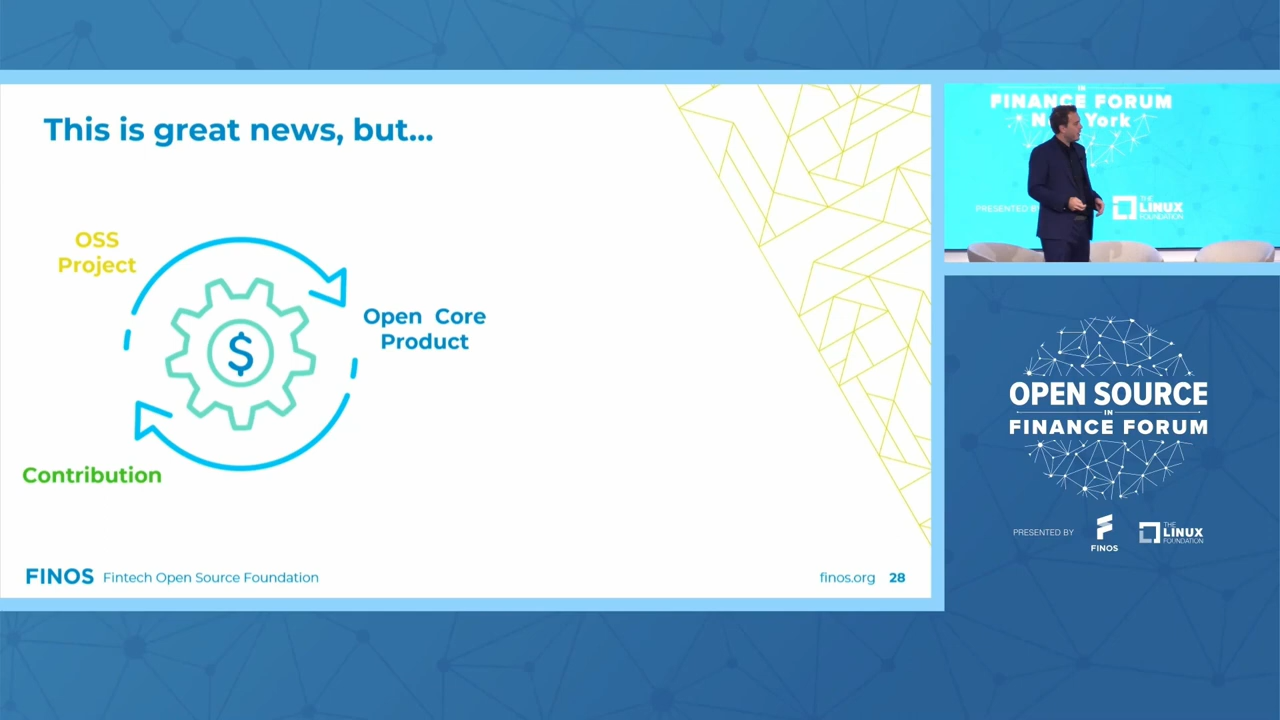 This is great news, but...
OSS
Project
Open Core
Product
$
Contribution
FINOS Fintech Open Source Foundation
finos.org 28
IN
FINANCE FORUM
New York
PRESENTED BY
THE
LINUX
FOUNDATION
OPEN SOURCE
IN
FINANCE FORUM
PRESENTED BY
FINOS
THE
LINUX
FOUNDATION